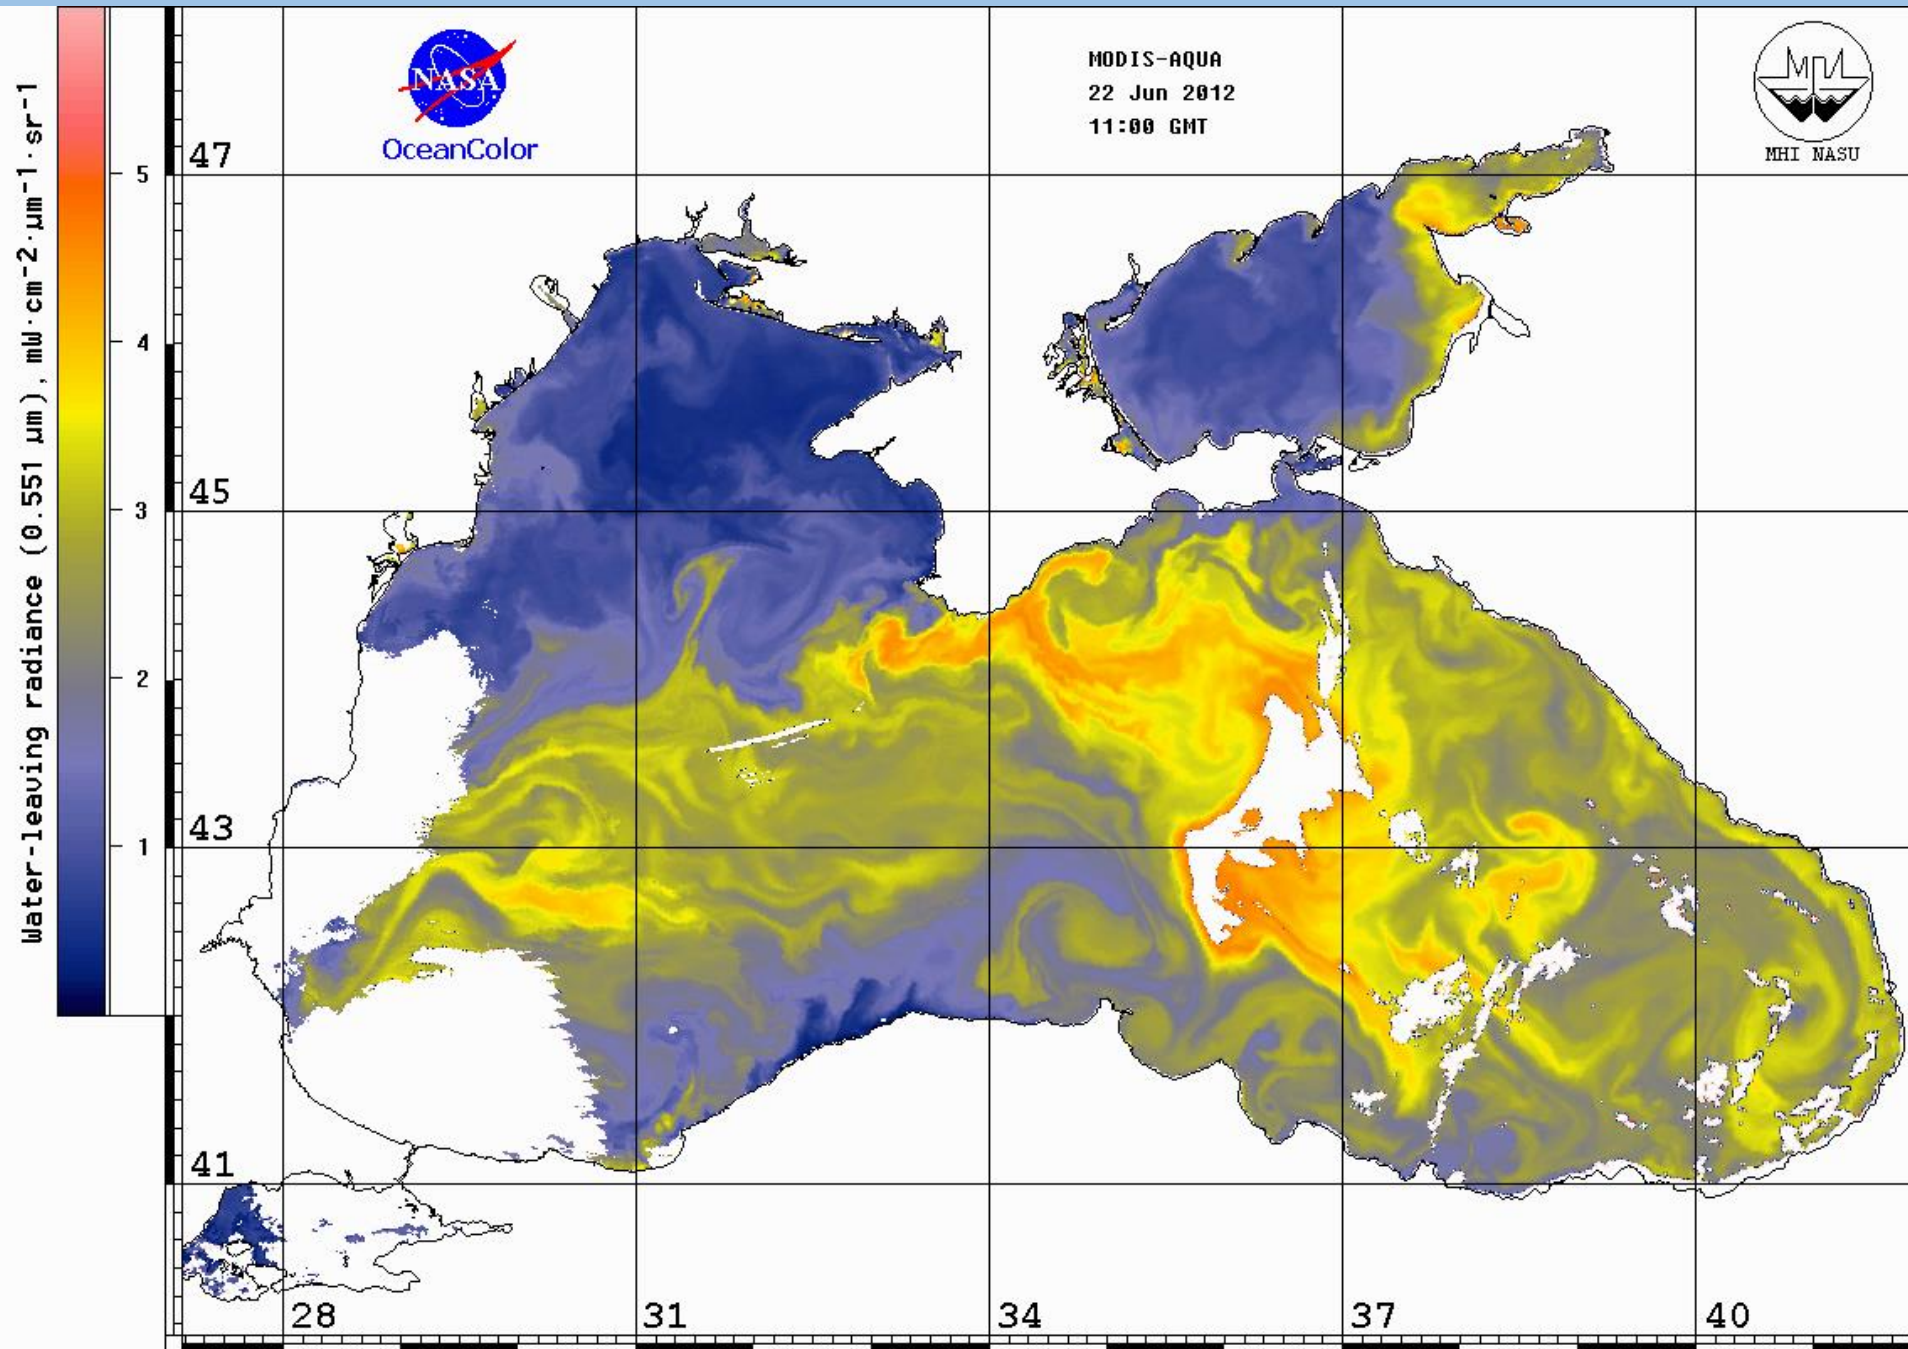 NASA
OceanColor
MODIS-AQUA
22 Jun 2012
11:00 GMT
MHI NASU
Water-leaving radiance (0.551 μm), mW·cm-2·μm-1·sr-1
5
4
3
2
1
47
45
43
41
28
31
34
37
40